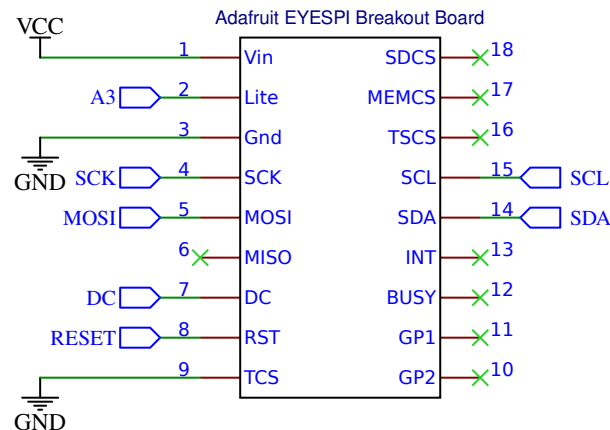 Adafruit EYESPI Breakout Board
VCC 1 Vin SDCS 18
A3 2 Lite MEMCS 17
3 Gnd TSCS 16
GND
SCK 4 SCK SCL 15 SCL
MOSI 5 MOSI SDA 14 SDA
6 MISO INT 13
DC 7 DC BUSY 12
RESET 8 RST GP1 11
9 TCS GP2 10
GND